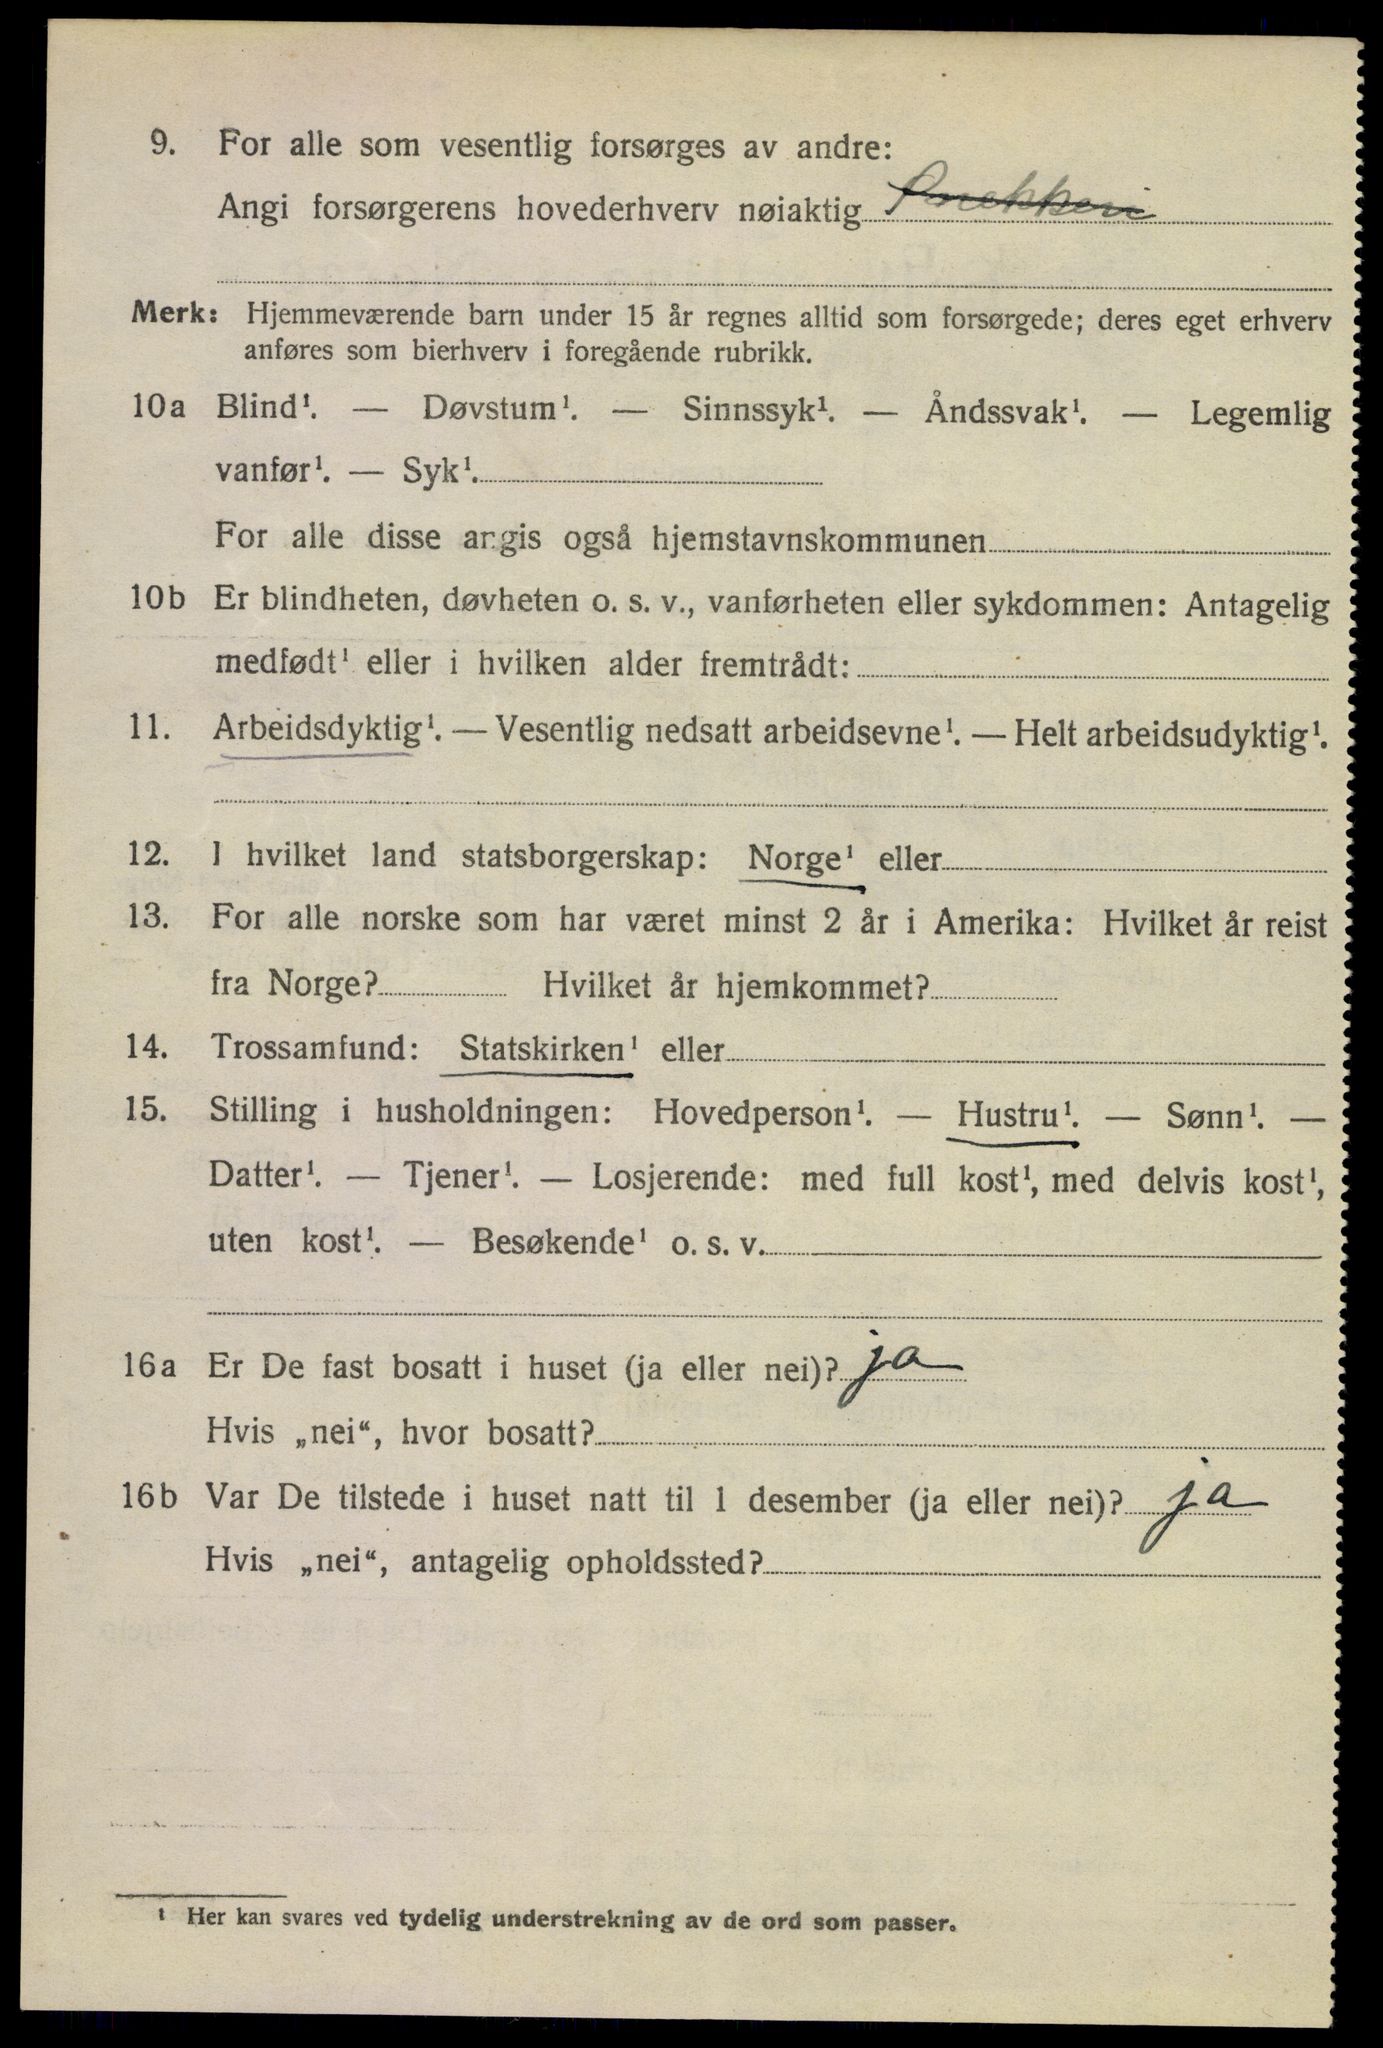 9. For alle som vesentlig forsørges av andre:
Angi forsørgerens hovederhverv nøiaktig Snekkeri
Merk: Hjemmeværende barn under 15 år regnes alltid som forsørgede; deres eget erhverv
anføres som bierhverv i foregående rubrikk.
10a Blind¹. — Døvstum¹. — Sinnssyk¹. — Åndssvak¹. — Legemlig
vanfør¹. — Syk¹.
For alle disse angis også hjemstavnskommunen
10b Er blindheten, døvheten o. s. v., vanførheten eller sykdommen: Antagelig
medfødt¹ eller i hvilken alder fremtrådt:
11. Arbeidsdyktig¹. — Vesentlig nedsatt arbeidsevne¹. — Helt arbeidsudyktig¹.
12. I hvilket land statsborgerskap: Norge¹ eller
13. For alle norske som har været minst 2 år i Amerika: Hvilket år reist
fra Norge? Hvilket år hjemkommet?
14. Trossamfund: Statskirken¹ eller
15. Stilling i husholdningen: Hovedperson¹. — Hustru¹. — Sønn¹. —
Datter¹. — Tjener¹. — Losjerende: med full kost¹, med delvis kost¹,
uten kost¹. — Besøkende¹ o. s. v.
16a Er De fast bosatt i huset (ja eller nei)? ja
Hvis „nei“, hvor bosatt?
16b Var De tilstede i huset natt til 1 desember (ja eller nei)? ja
Hvis „nei“, antagelig opholdssted?
¹ Her kan svares ved tydelig understrekning av de ord som passer.